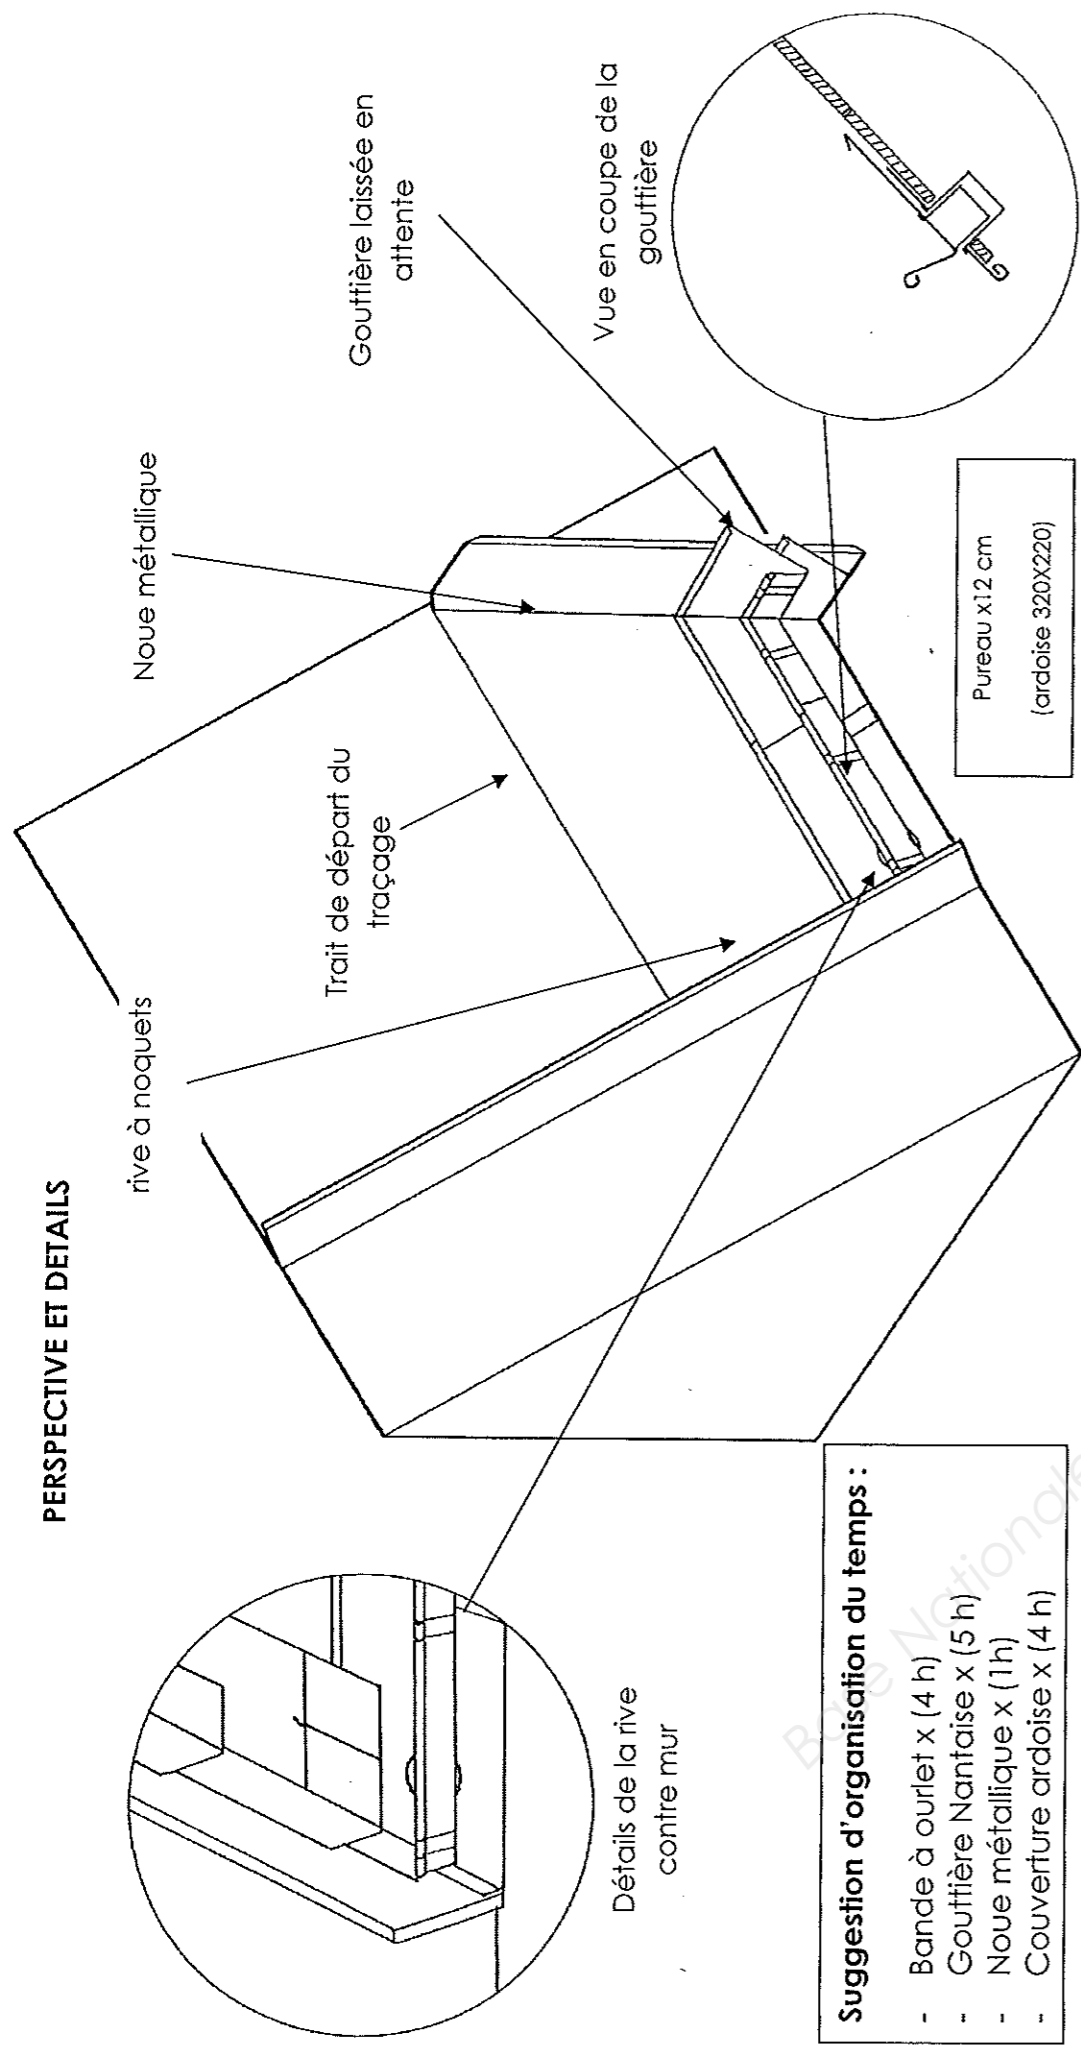 PERSPECTIVE ET DETAILS
rive à noquets
Noue métallique
Trait de départ du
traçage
Gouttière laissée en
attente
Vue en coupe de la
gouttière
Détails de la rive
contre mur
Pureau x12 cm
(ardoise 320X220)
Suggestion d'organisation du temps :
- Bande à ourlet x (4 h)
- Gouttière Nantaise x (5 h)
- Noue métallique x (1h)
- Couverture ardoise x (4 h)
Base Nationale